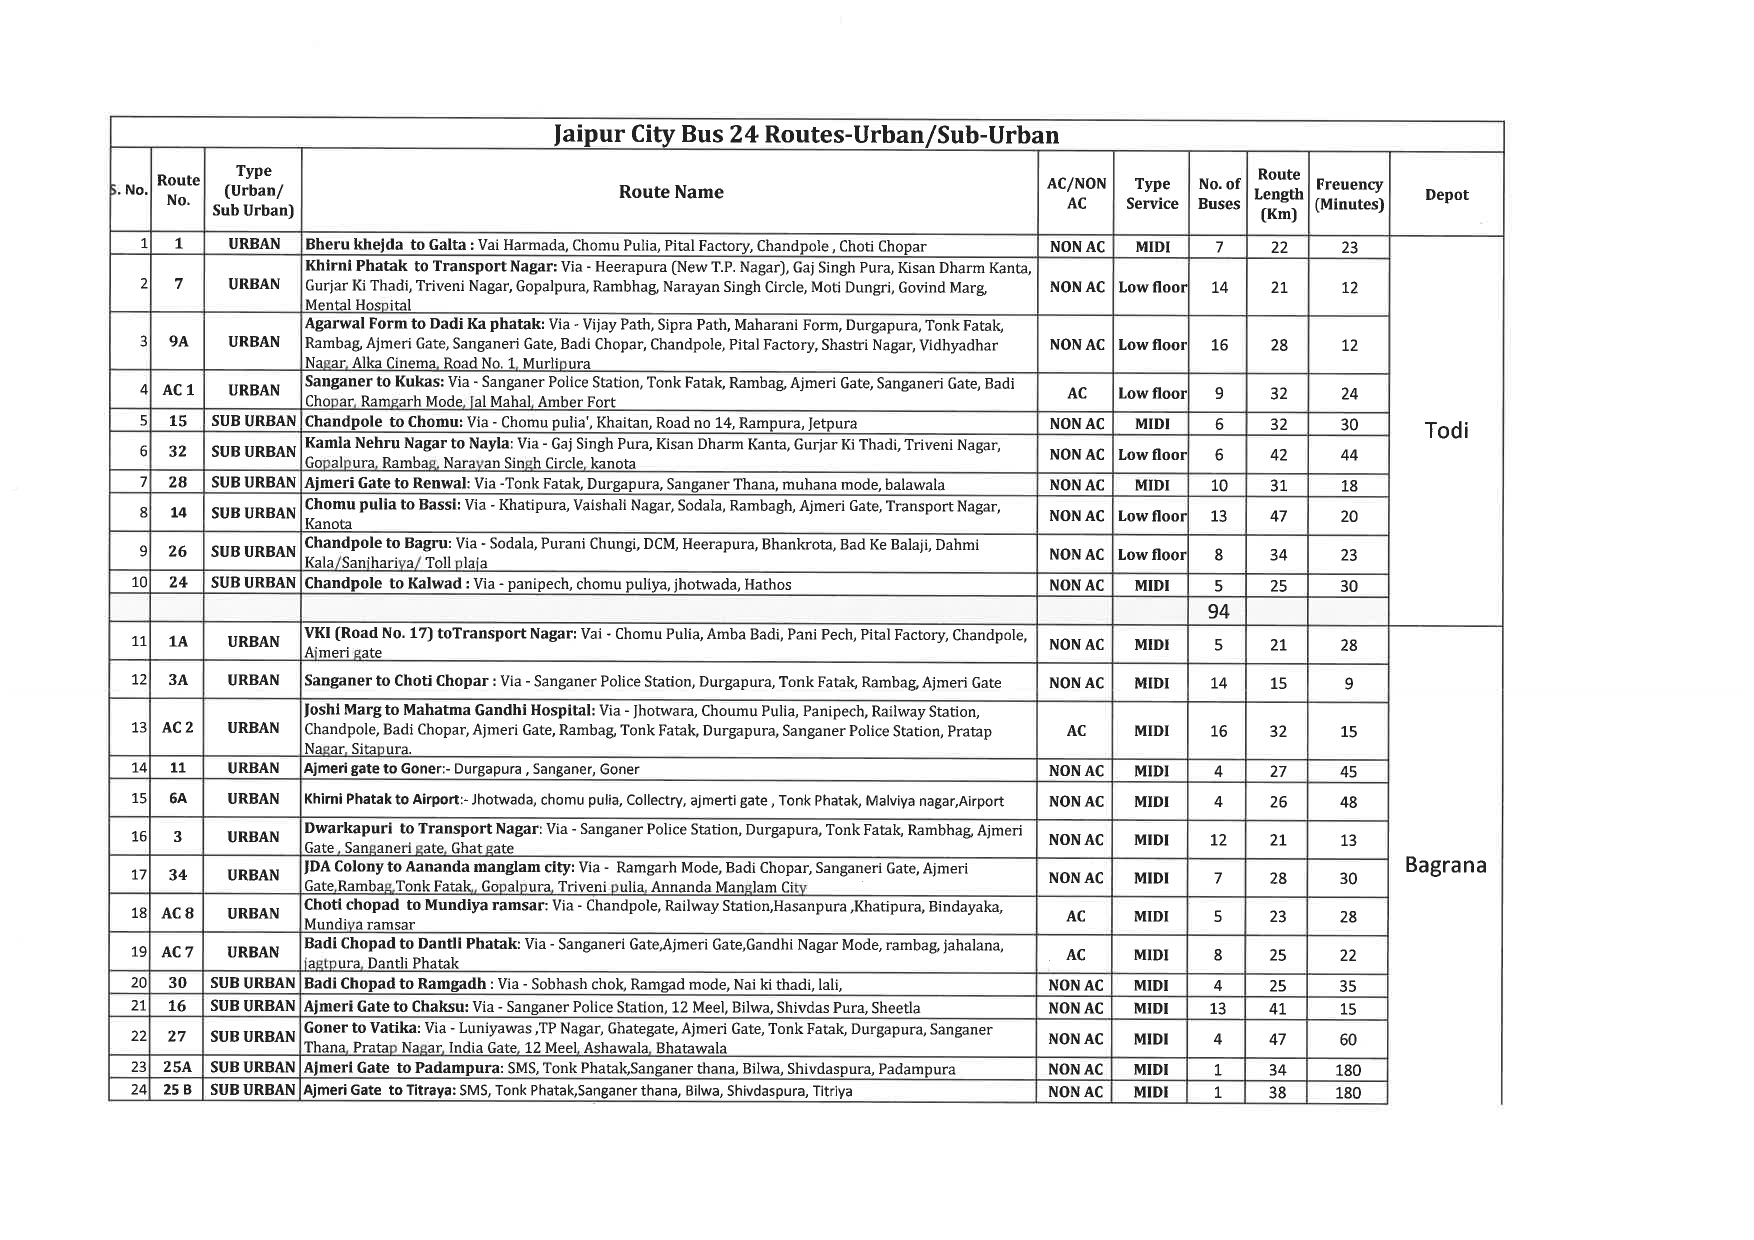 Jaipur City Bus 24 Routes-Urban/Sub-Urban
S. No. Route No. Type (Urban/ Sub Urban) Route Name AC/NON AC Type Service No. of Buses Route Length (Km) Freuency (Minutes) Depot
1 1 URBAN Bheru khejda to Galta : Vai Harmada, Chomu Pulia, Pital Factory, Chandpole , Choti Chopar NON AC MIDI 7 22 23
2 7 URBAN Khirni Phatak to Transport Nagar: Via - Heerapura (New T.P. Nagar), Gaj Singh Pura, Kisan Dharm Kanta,
Gurjar Ki Thadi, Triveni Nagar, Gopalpura, Rambhag, Narayan Singh Circle, Moti Dungri, Govind Marg,
Mental Hospital NON AC Low floor 14 21 12
3 9A URBAN Agarwal Form to Dadi Ka phatak: Via - Vijay Path, Sipra Path, Maharani Form, Durgapura, Tonk Fatak,
Rambag, Ajmeri Gate, Sanganeri Gate, Badi Chopar, Chandpole, Pital Factory, Shastri Nagar, Vidhyadhar
Nagar, Alka Cinema, Road No. 1, Murlipura NON AC Low floor 16 28 12
4 AC 1 URBAN Sanganer to Kukas: Via - Sanganer Police Station, Tonk Fatak, Rambag, Ajmeri Gate, Sanganeri Gate, Badi
Chopar, Ramgarh Mode, Jal Mahal, Amber Fort AC Low floor 9 32 24
5 15 SUB URBAN Chandpole to Chomu: Via - Chomu pulia', Khaitan, Road no 14, Rampura, Jetpura NON AC MIDI 6 32 30
Todi
6 32 SUB URBAN Kamla Nehru Nagar to Nayla: Via - Gaj Singh Pura, Kisan Dharm Kanta, Gurjar Ki Thadi, Triveni Nagar,
Gopalpura, Rambag, Narayan Singh Circle, kanota NON AC Low floor 6 42 44
7 28 SUB URBAN Ajmeri Gate to Renwal: Via -Tonk Fatak, Durgapura, Sanganer Thana, muhana mode, balawala NON AC MIDI 10 31 18
8 14 SUB URBAN Chomu pulia to Bassi: Via - Khatipura, Vaishali Nagar, Sodala, Rambagh, Ajmeri Gate, Transport Nagar,
Kanota NON AC Low floor 13 47 20
9 26 SUB URBAN Chandpole to Bagru: Via - Sodala, Purani Chungi, DCM, Heerapura, Bhankrota, Bad Ke Balaji, Dahmi
Kala/Sanjhariya/ Toll plaja NON AC Low floor 8 34 23
10 24 SUB URBAN Chandpole to Kalwad : Via - panipech, chomu puliya, jhotwada, Hathos NON AC MIDI 5 25 30
94
11 1A URBAN VKI (Road No. 17) toTransport Nagar: Vai - Chomu Pulia, Amba Badi, Pani Pech, Pital Factory, Chandpole,
Ajmeri gate NON AC MIDI 5 21 28
12 3A URBAN Sanganer to Choti Chopar : Via - Sanganer Police Station, Durgapura, Tonk Fatak, Rambag, Ajmeri Gate NON AC MIDI 14 15 9
13 AC 2 URBAN Joshi Marg to Mahatma Gandhi Hospital: Via - Jhotwara, Choumu Pulia, Panipech, Railway Station,
Chandpole, Badi Chopar, Ajmeri Gate, Rambag, Tonk Fatak, Durgapura, Sanganer Police Station, Pratap
Nagar, Sitapura. AC MIDI 16 32 15
14 11 URBAN Ajmeri gate to Goner:- Durgapura , Sanganer, Goner NON AC MIDI 4 27 45
15 6A URBAN Khirni Phatak to Airport:- Jhotwada, chomu pulia, Collectry, ajmerti gate , Tonk Phatak, Malviya nagar,Airport NON AC MIDI 4 26 48
16 3 URBAN Dwarkapuri to Transport Nagar: Via - Sanganer Police Station, Durgapura, Tonk Fatak, Rambhag, Ajmeri
Gate , Sanganeri gate, Ghat gate NON AC MIDI 12 21 13
Bagrana
17 34 URBAN JDA Colony to Aananda manglam city: Via - Ramgarh Mode, Badi Chopar, Sanganeri Gate, Ajmeri
Gate,Rambag,Tonk Fatak,, Gopalpura, Triveni pulia, Annanda Manglam City NON AC MIDI 7 28 30
18 AC 8 URBAN Choti chopad to Mundiya ramsar: Via - Chandpole, Railway Station,Hasanpura ,Khatipura, Bindayaka,
Mundiya ramsar AC MIDI 5 23 28
19 AC 7 URBAN Badi Chopad to Dantli Phatak: Via - Sanganeri Gate,Ajmeri Gate,Gandhi Nagar Mode, rambag, jahalana,
jagtpura, Dantli Phatak AC MIDI 8 25 22
20 30 SUB URBAN Badi Chopad to Ramgadh : Via - Sobhash chok, Ramgad mode, Nai ki thadi, lali, NON AC MIDI 4 25 35
21 16 SUB URBAN Ajmeri Gate to Chaksu: Via - Sanganer Police Station, 12 Meel, Bilwa, Shivdas Pura, Sheetla NON AC MIDI 13 41 15
22 27 SUB URBAN Goner to Vatika: Via - Luniyawas ,TP Nagar, Ghategate, Ajmeri Gate, Tonk Fatak, Durgapura, Sanganer
Thana, Pratap Nagar, India Gate, 12 Meel, Ashawala, Bhatawala NON AC MIDI 4 47 60
23 25A SUB URBAN Ajmeri Gate to Padampura: SMS, Tonk Phatak,Sanganer thana, Bilwa, Shivdaspura, Padampura NON AC MIDI 1 34 180
24 25 B SUB URBAN Ajmeri Gate to Titraya: SMS, Tonk Phatak,Sanganer thana, Bilwa, Shivdaspura, Titriya NON AC MIDI 1 38 180